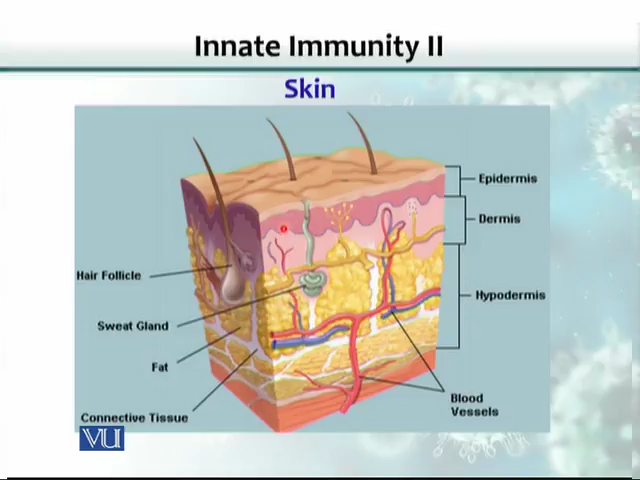 Innate Immunity II
Skin
Epidermis
Dermis
Hair Follicle
Hypodermis
Sweat Gland
Fat
Blood
Vessels
Connective Tissue
VU